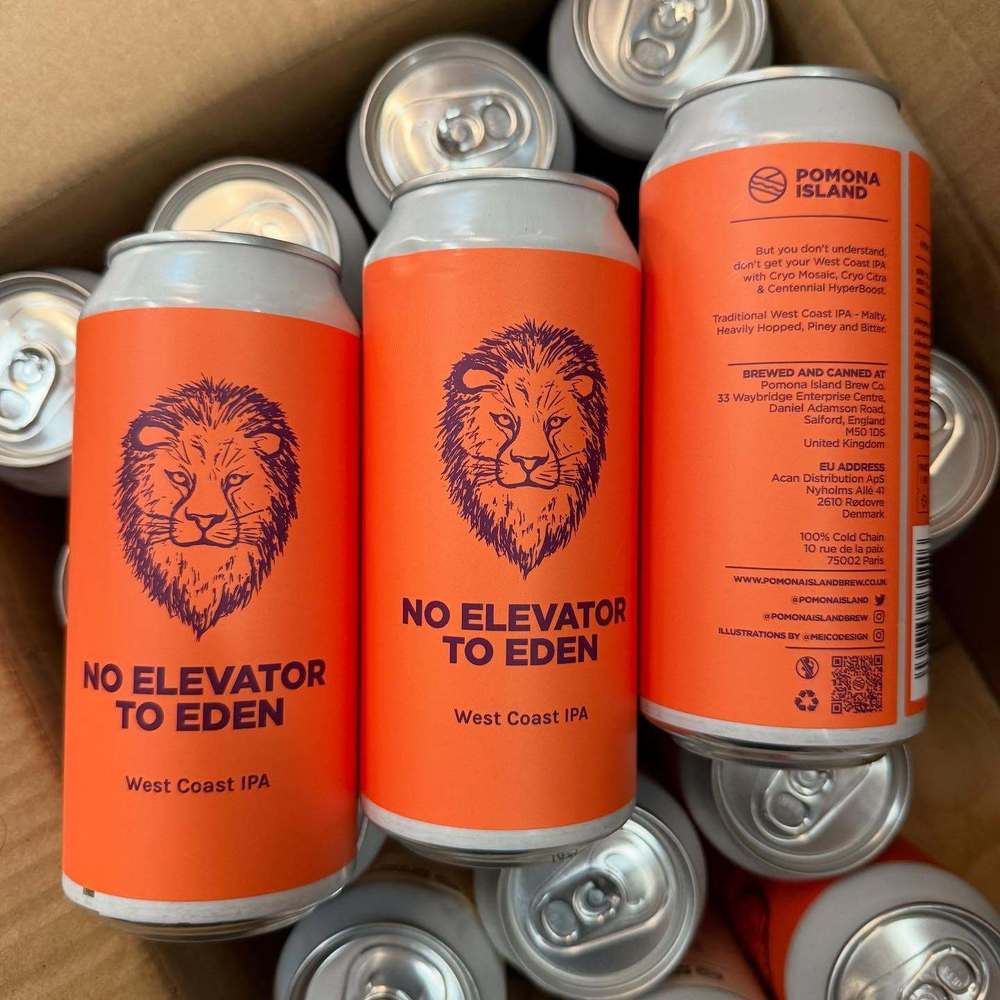 NO ELEVATOR
TO EDEN
West Coast IPA
NO ELEVATOR
TO EDEN
West Coast IPA
POMONA
ISLAND
But you don't understand,
don't get your West Coast IPA
with Cryo Mosaic, Cryo Citra
& Centennial HyperBoost.
Traditional West Coast IPA - Malty,
Heavily Hopped, Piney and Bitter.
BREWED AND CANNED AT
Pomona Island Brew Co.
33 Waybridge Enterprise Centre,
Daniel Adamson Road,
Salford, England
M50 1DS
United Kingdom
EU ADDRESS
Acan Distribution ApS
Nyholms Allé 41
2610 Rødovre
Denmark
100% Cold Chain
10 rue de la paix
75002 Paris
WWW.POMONAISLANDBREW.CO.UK
@POMONAISLAND
@POMONAISLANDBREW
ILLUSTRATIONS BY @MEICODESIGN